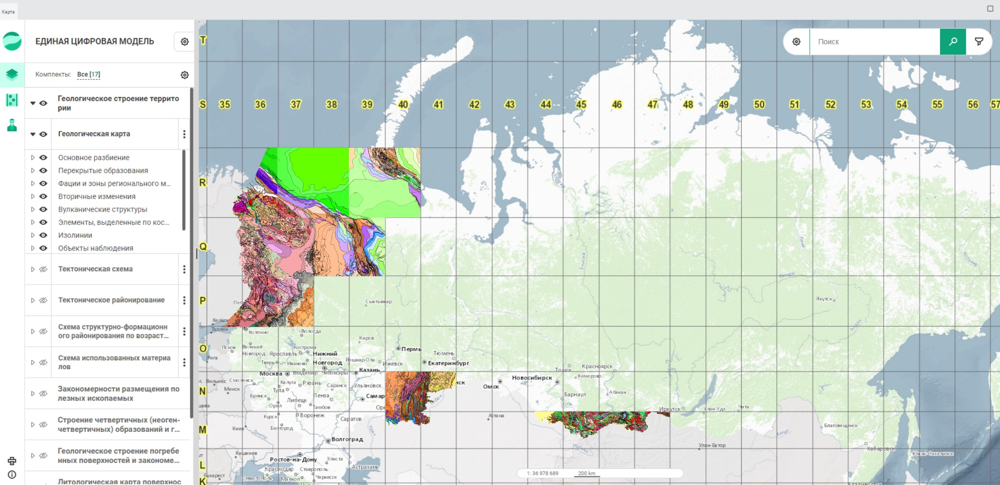 Карта
ЕДИНАЯ ЦИФРОВАЯ МОДЕЛЬ
Комплекты: Все [17]
Геологическое строение террито
рии
Геологическая карта
Основное разбиение
Перекрытые образования
Фации и зоны регионального м...
Вторичные изменения
Вулканические структуры
Элементы, выделенные по кос...
Изолинии
Объекты наблюдения
Тектоническая схема
Тектоническое районирование
Схема структурно-формационн
ого районирования по возраст...
Схема использованных материа
лов
Закономерности размещения по
лезных ископаемых
Строение четвертичных (неоген-
четвертичных) образований и г...
Геологическое строение погребе
нных поверхностей и закономе...
Литологическая карта поверхнос
Поиск
T
S 35 36 37 38 39 40 41 42 43 44 45 46 47 48 49 50 51 52 53 54 55 56 57
R
Енисей
Q
Лена
Колыма
Енисей
Вилюй
P
Петр
Сыктывкар
Якутск
Хельси
Таллин
Алдан
Колпино
Вологда
Киров
O
Псков
Великий
Новгород
Кострома
Ярославль
Нижний
Новгород
Пермь
Тюмень
Рига
Тверь
Иваново
Йошкар-Ола
Ижевск
Екатеринбург
Красноярск
Томск
Москва
Владимир
Чебоксары
Казань
Новосибирск
Кемерово
Вильнюс
Смоленск
Калуга
Рязань
Саранск
Ульяновск
нск
Омск
Минск
N
Тула
Брянск
Липецк
Пенза
Самар
Тобол
Барнаул
Абакан
шава
Орёл
Тамбов
Оре
Обь
Иркутск
Улан-Удэ
Чита
Курск
Воронеж
Саратов
Астана
Киев
Белгород
M
Днепр
Урал
Благовещенск
Амур
Волгоград
Иртыш
Улан-Батор
Хабаровск
Дон
Волга
Кишинев
Южно-Сахалинск
Ростов-на-Дону
Элиста
L
Краснодар
Ставрополь
Астрахань
Бухарест
Севастополь
Майкоп
Черкесск
1: 36 978 689
200 km
K
Владивосток